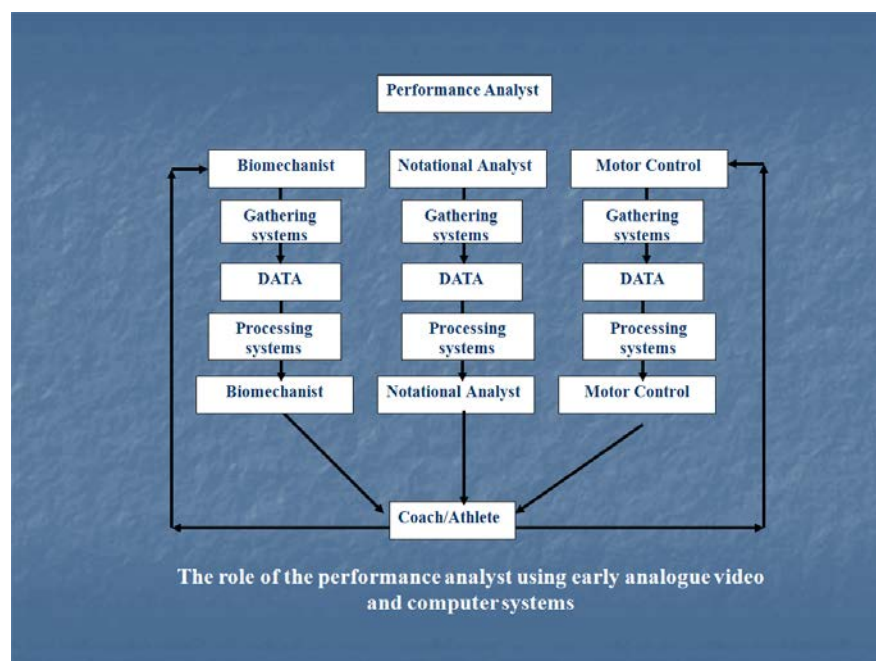 Performance Analyst
Biomechanist
Notational Analyst
Motor Control
Gathering
systems
Gathering
systems
Gathering
systems
DATA
DATA
DATA
Processing
systems
Processing
systems
Processing
systems
Biomechanist
Notational Analyst
Motor Control
Coach/Athlete
The role of the performance analyst using early analogue video
and computer systems